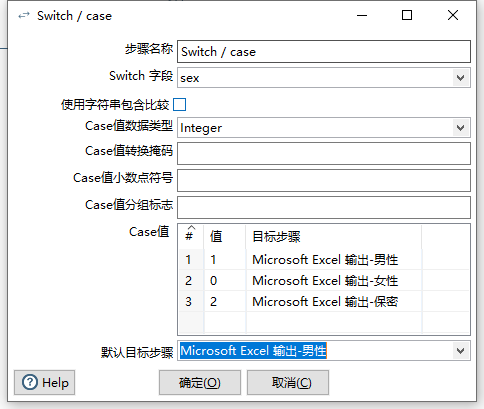 Switch / case
步骤名称 Switch / case
Switch 字段 sex
使用字符串包含比较
Case值数据类型 Integer
Case值转换掩码
Case值小数点符号
Case值分组标志
Case值 # 值 目标步骤
1 1 Microsoft Excel 输出-男性
2 0 Microsoft Excel 输出-女性
3 2 Microsoft Excel 输出-保密
默认目标步骤 Microsoft Excel 输出-男性
Help 确定(O) 取消(C)